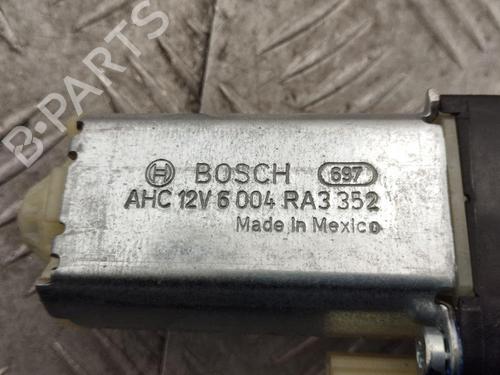 B-PARTS
BOSCH 697
AHC 12V 6 004 RA3 352
Made in Mexico